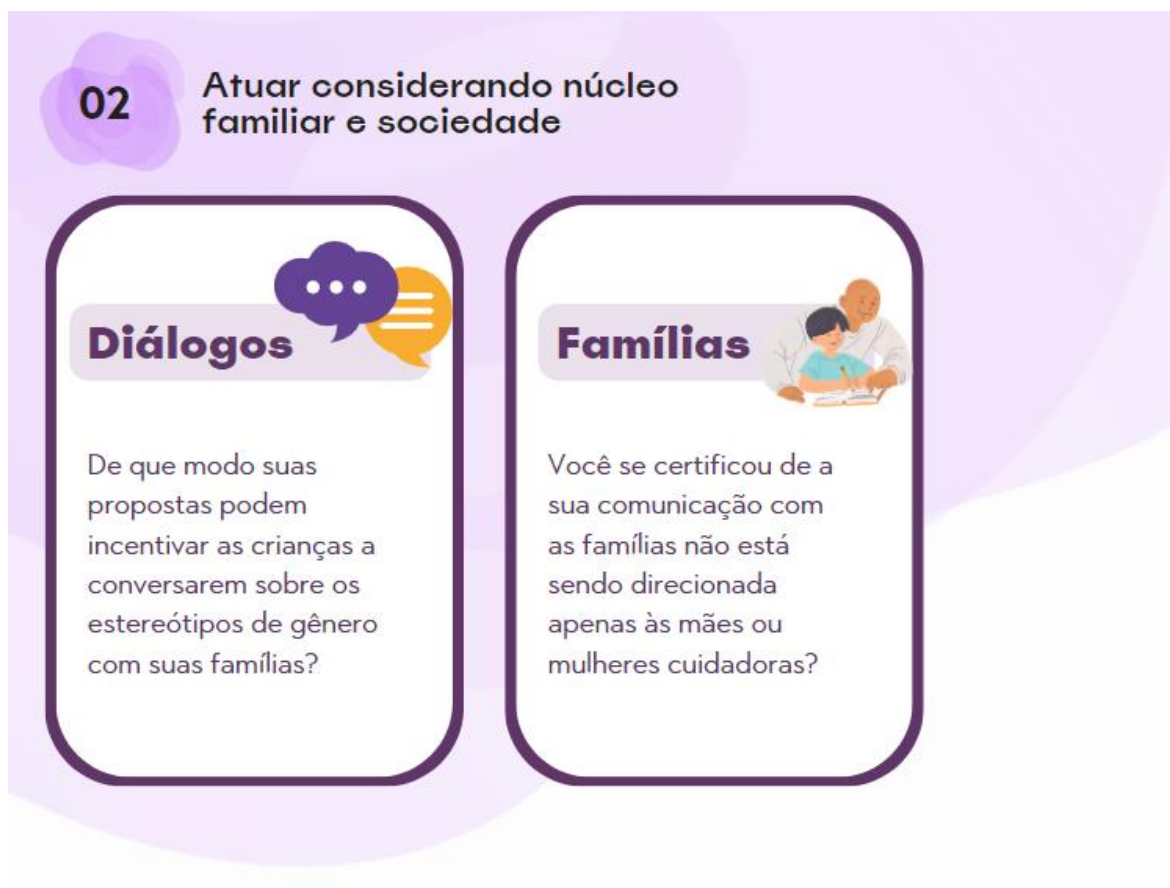 02
Atuar considerando núcleo
familiar e sociedade
Diálogos
De que modo suas
propostas podem
incentivar as crianças a
conversarem sobre os
estereótipos de gênero
com suas famílias?
Famílias
Você se certificou de a
sua comunicação com
as famílias não está
sendo direcionada
apenas às mães ou
mulheres cuidadoras?